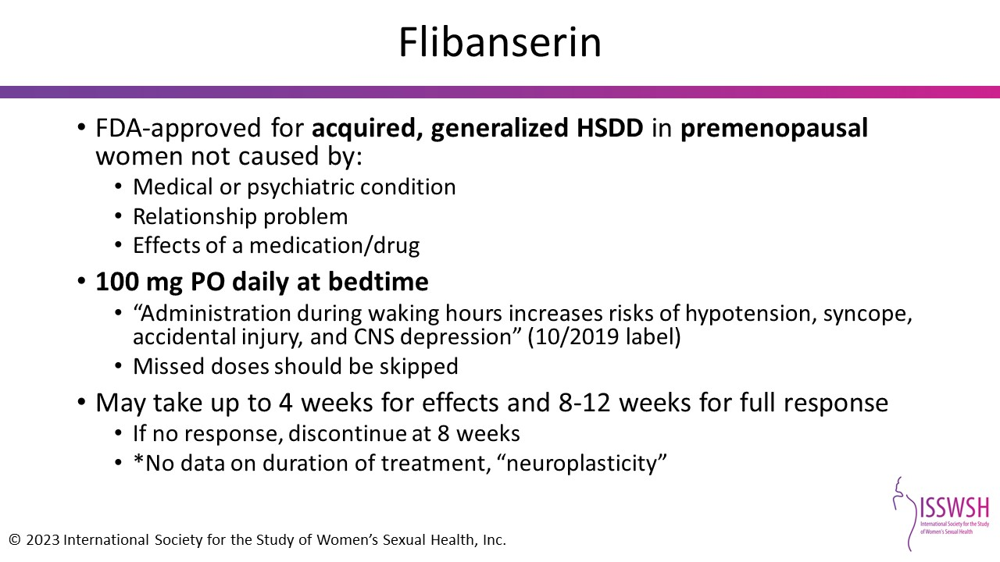 Flibanserin
• FDA-approved for acquired, generalized HSDD in premenopausal
women not caused by:
• Medical or psychiatric condition
• Relationship problem
• Effects of a medication/drug
• 100 mg PO daily at bedtime
• “Administration during waking hours increases risks of hypotension, syncope,
accidental injury, and CNS depression” (10/2019 label)
• Missed doses should be skipped
• May take up to 4 weeks for effects and 8-12 weeks for full response
• If no response, discontinue at 8 weeks
• *No data on duration of treatment, “neuroplasticity”
ISSWSH
International Society for the Study
of Women's Sexual Health
© 2023 International Society for the Study of Women’s Sexual Health, Inc.